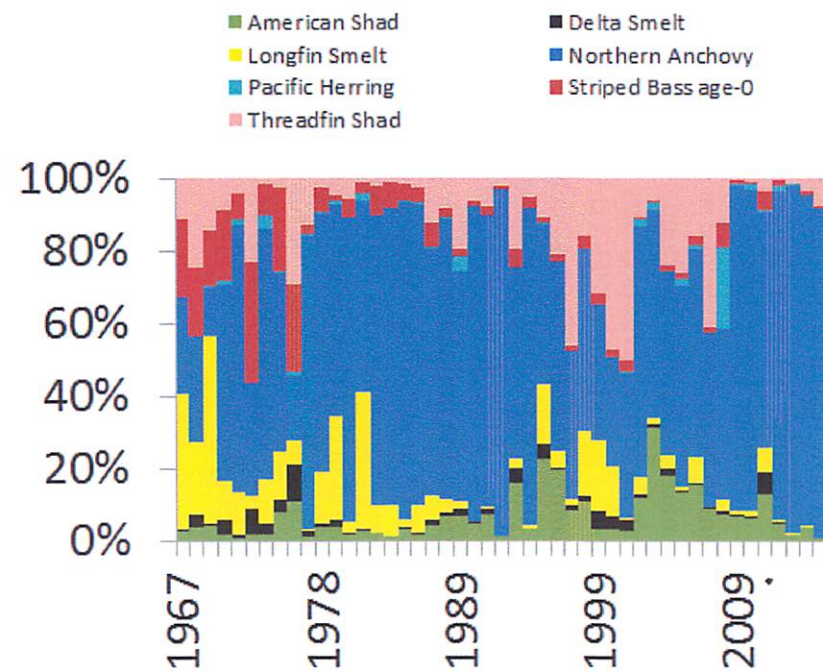 American Shad Delta Smelt
Longfin Smelt Northern Anchovy
Pacific Herring Striped Bass age-0
Threadfin Shad
100%
80%
60%
40%
20%
0%
1967 1978 1989 1999 2009